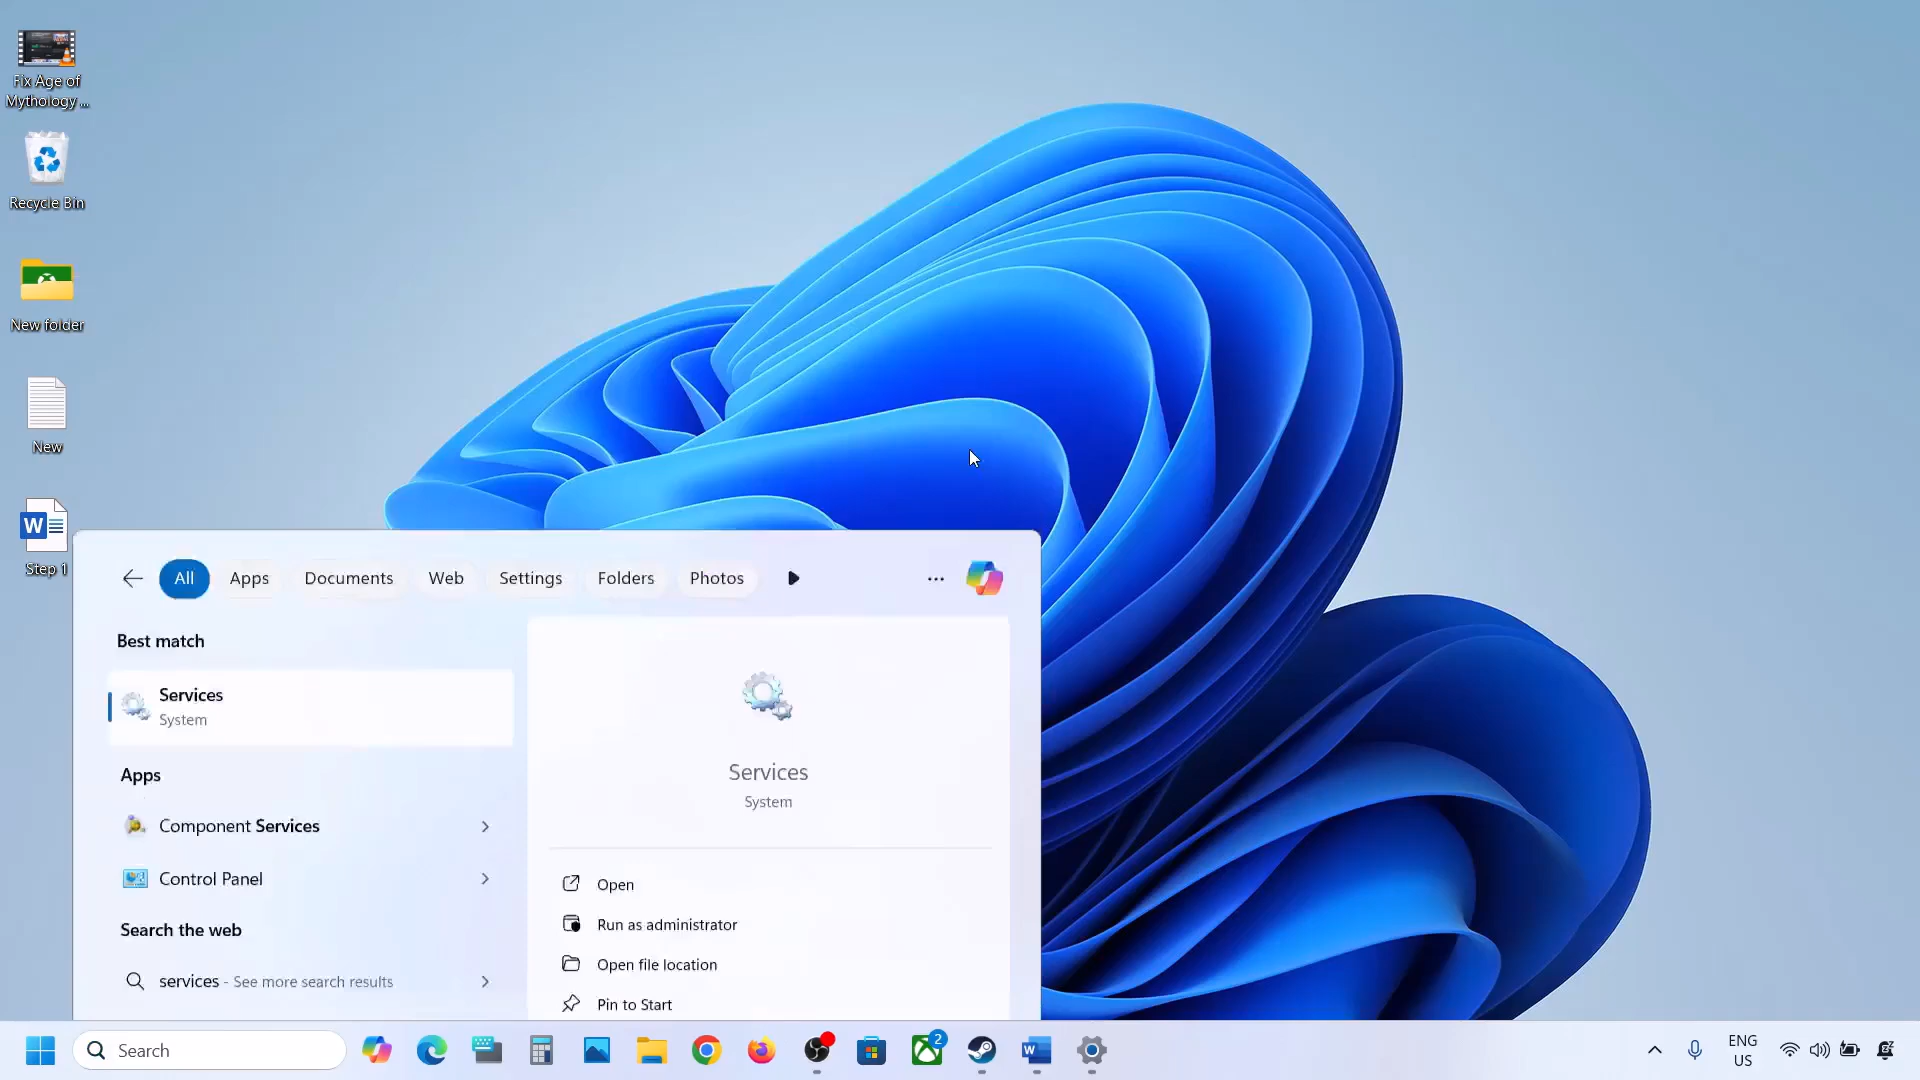 Fix Age of
Mythology ...
Recycle Bin
New folder
New
Step 1
All
Apps
Documents
Web
Settings
Folders
Photos
...
Best match
Services
System
Apps
Component Services
Control Panel
Search the web
services - See more search results
Services
System
Open
Run as administrator
Open file location
Pin to Start
Search
2
ENG
US